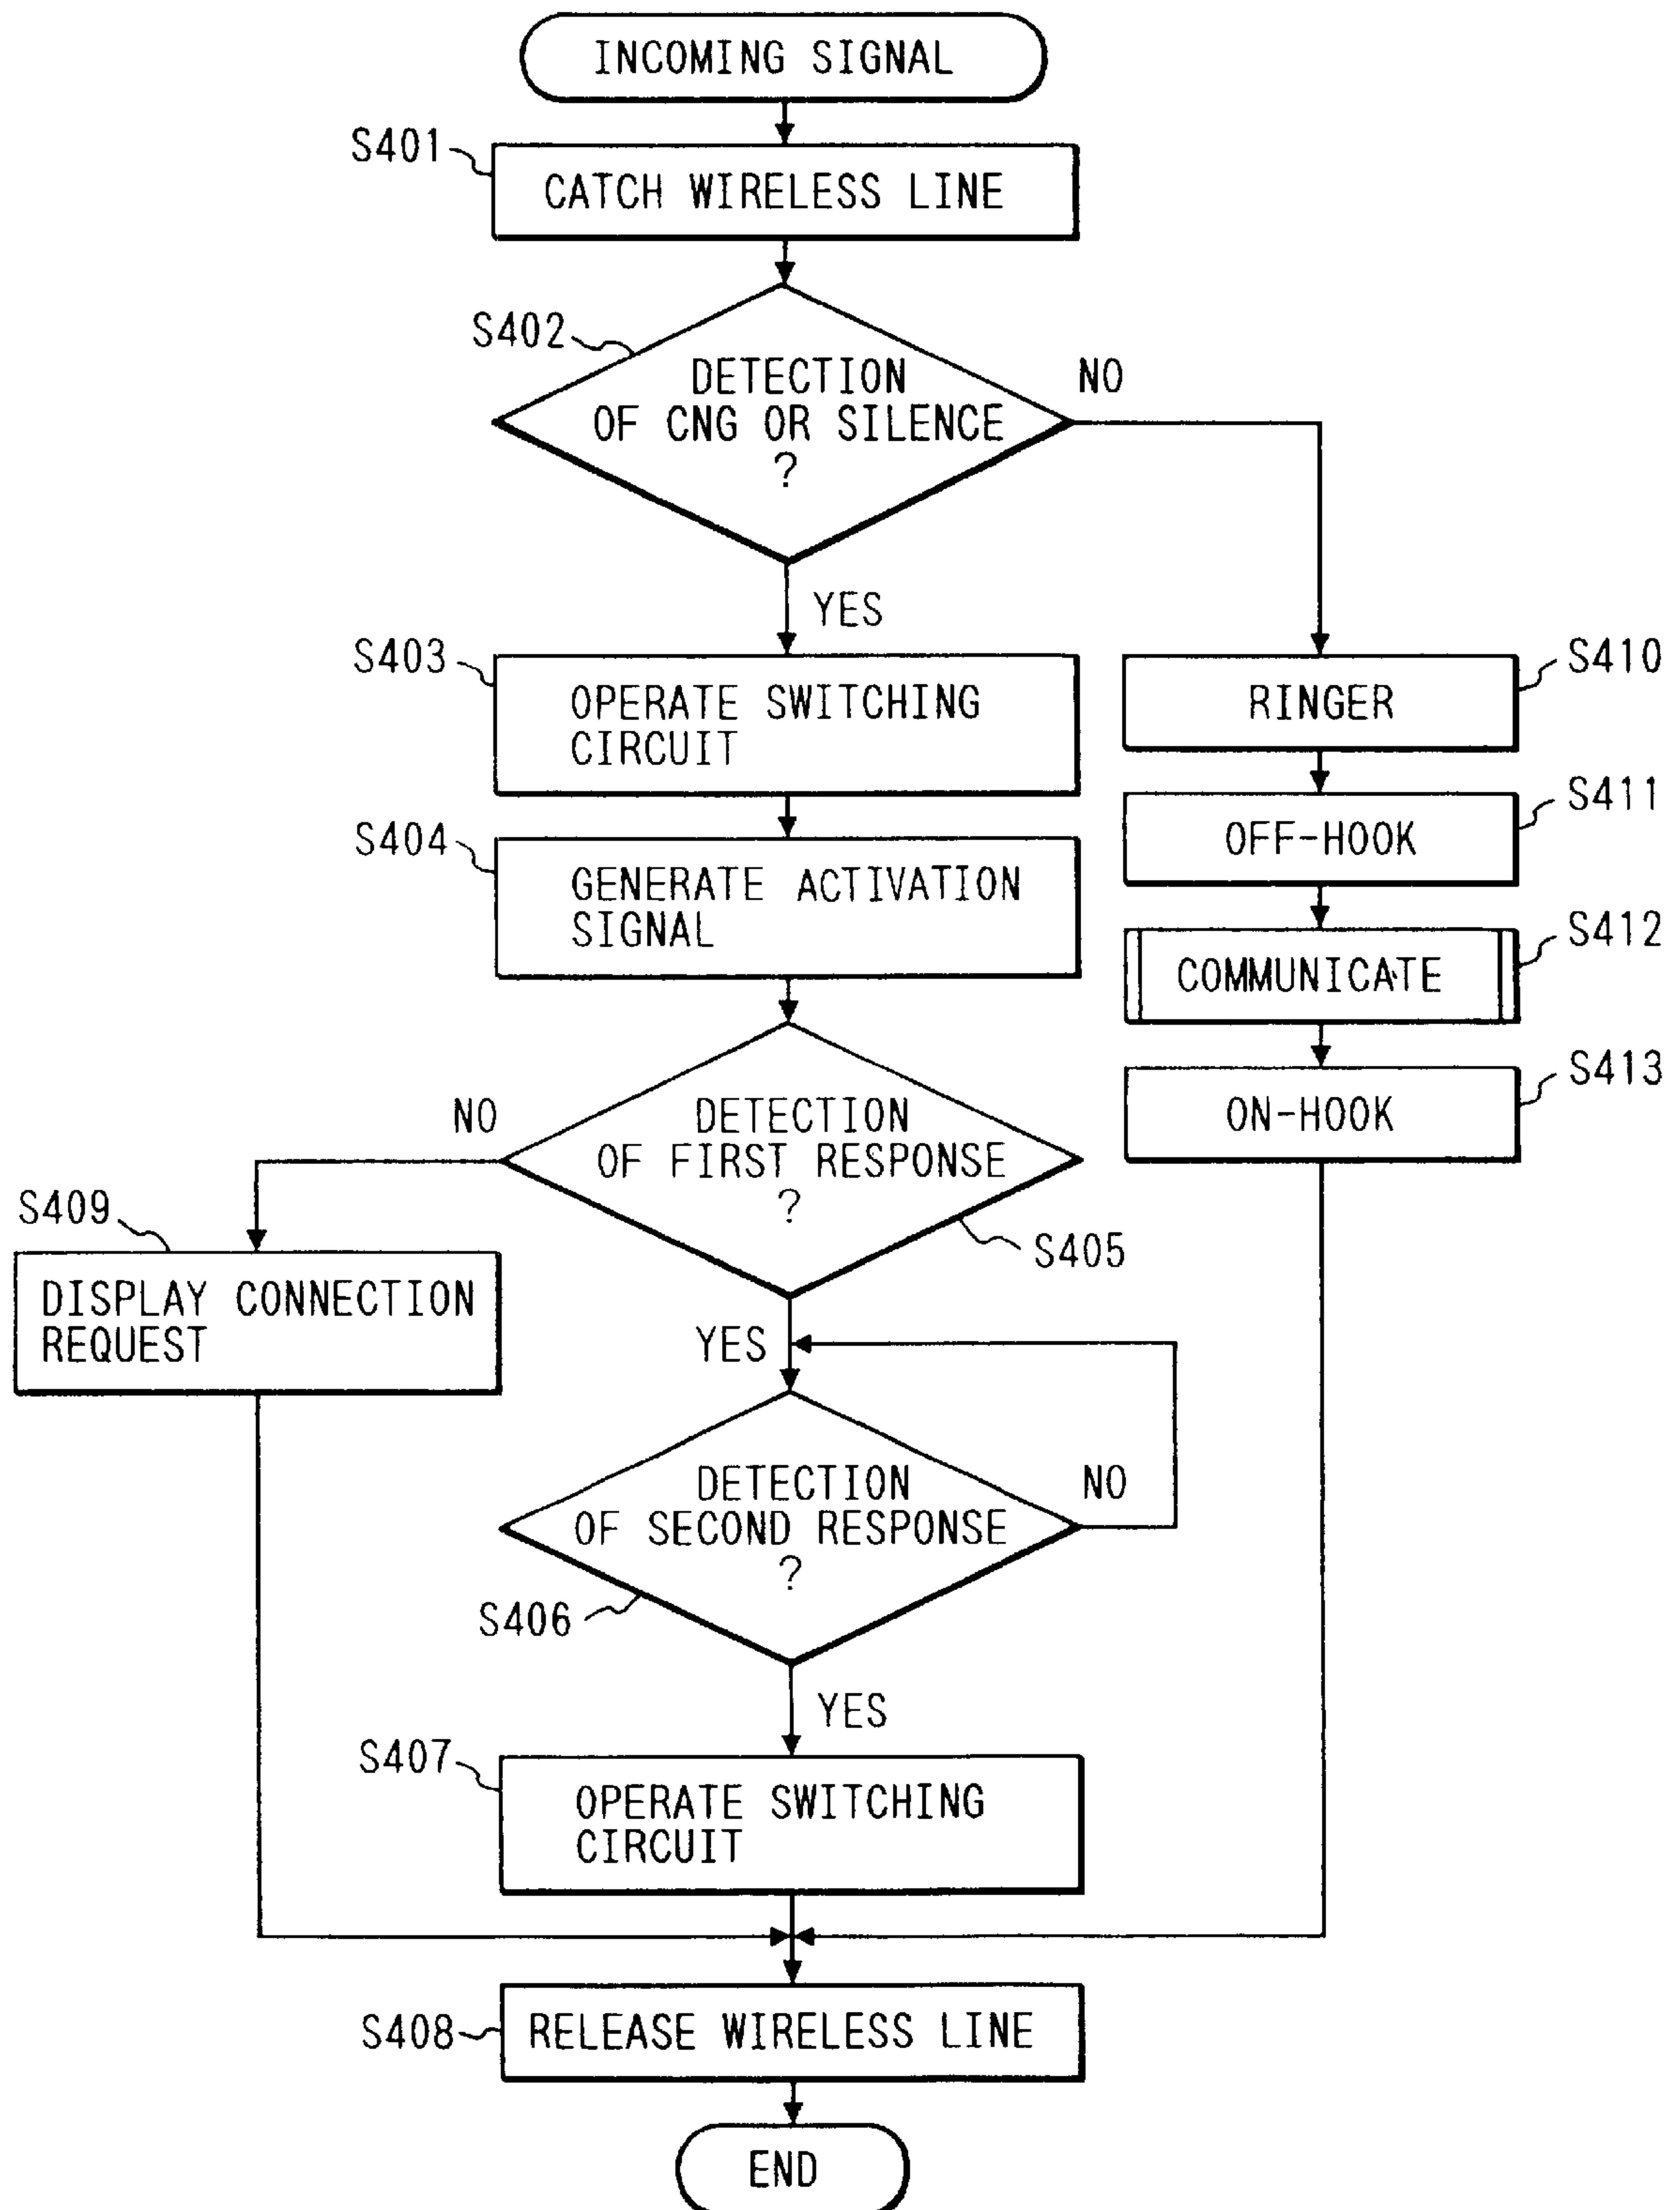 INCOMING SIGNAL
S401
CATCH WIRELESS LINE
S402
DETECTION
OF CNG OR SILENCE
?
NO
YES
S403
OPERATE SWITCHING
CIRCUIT
S410
RINGER
S411
OFF-HOOK
S404
GENERATE ACTIVATION
SIGNAL
S412
COMMUNICATE
S413
ON-HOOK
NO
DETECTION
OF FIRST RESPONSE
?
S405
S409
DISPLAY CONNECTION
REQUEST
YES
DETECTION
OF SECOND RESPONSE
?
NO
S406
YES
S407
OPERATE SWITCHING
CIRCUIT
S408
RELEASE WIRELESS LINE
END